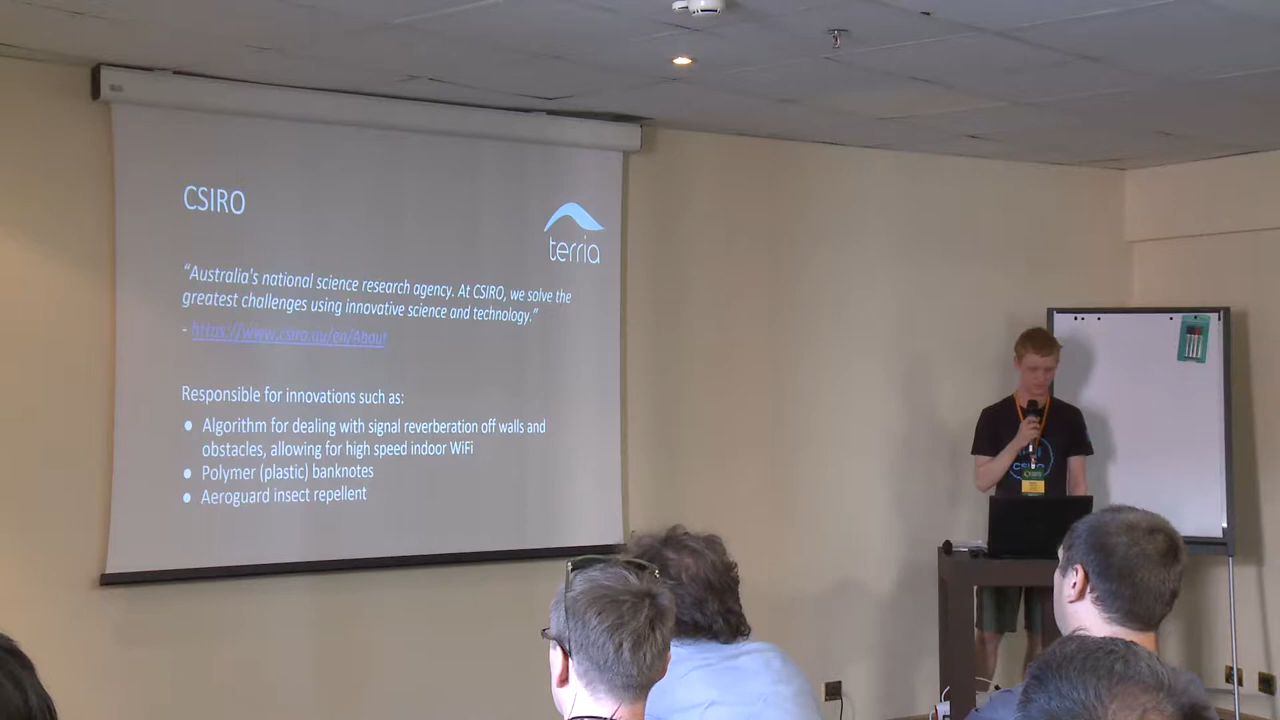 CSIRO
terria
“Australia's national science research agency. At CSIRO, we solve the
greatest challenges using innovative science and technology.”
- https://www.csiro.au/en/About
Responsible for innovations such as:
● Algorithm for dealing with signal reverberation off walls and
obstacles, allowing for high speed indoor WiFi
● Polymer (plastic) banknotes
● Aeroguard insect repellent
CSIRO